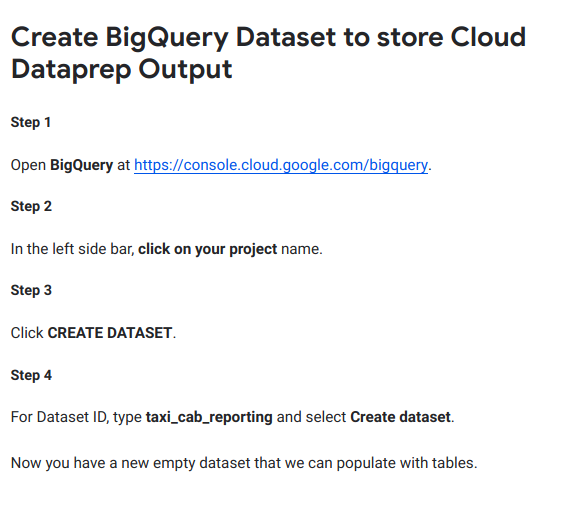 Create BigQuery Dataset to store Cloud
Dataprep Output
Step 1
Open BigQuery at https://console.cloud.google.com/bigquery.
Step 2
In the left side bar, click on your project name.
Step 3
Click CREATE DATASET.
Step 4
For Dataset ID, type taxi_cab_reporting and select Create dataset.
Now you have a new empty dataset that we can populate with tables.